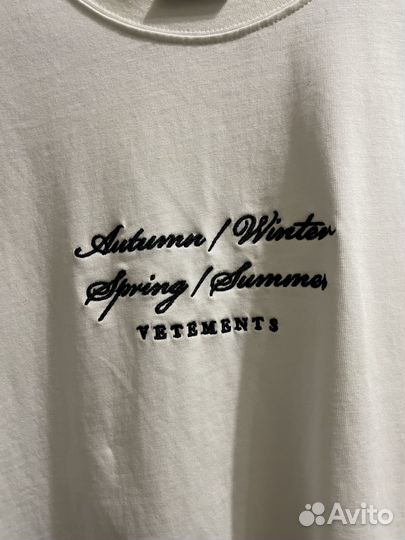 Autumn / Winter
Spring / Summer
VETEMENTS
Avito